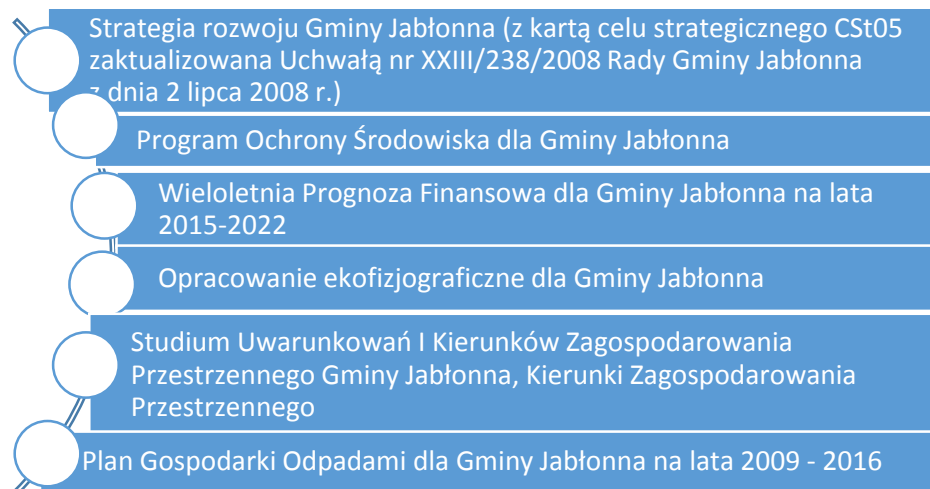 Strategia rozwoju Gminy Jabłonna (z kartą celu strategicznego CSt05
zaktualizowana Uchwałą nr XXIII/238/2008 Rady Gminy Jabłonna
z dnia 2 lipca 2008 r.)
Program Ochrony Środowiska dla Gminy Jabłonna
Wieloletnia Prognoza Finansowa dla Gminy Jabłonna na lata
2015-2022
Opracowanie ekofizjograficzne dla Gminy Jabłonna
Studium Uwarunkowań I Kierunków Zagospodarowania
Przestrzennego Gminy Jabłonna, Kierunki Zagospodarowania
Przestrzennego
Plan Gospodarki Odpadami dla Gminy Jabłonna na lata 2009 - 2016